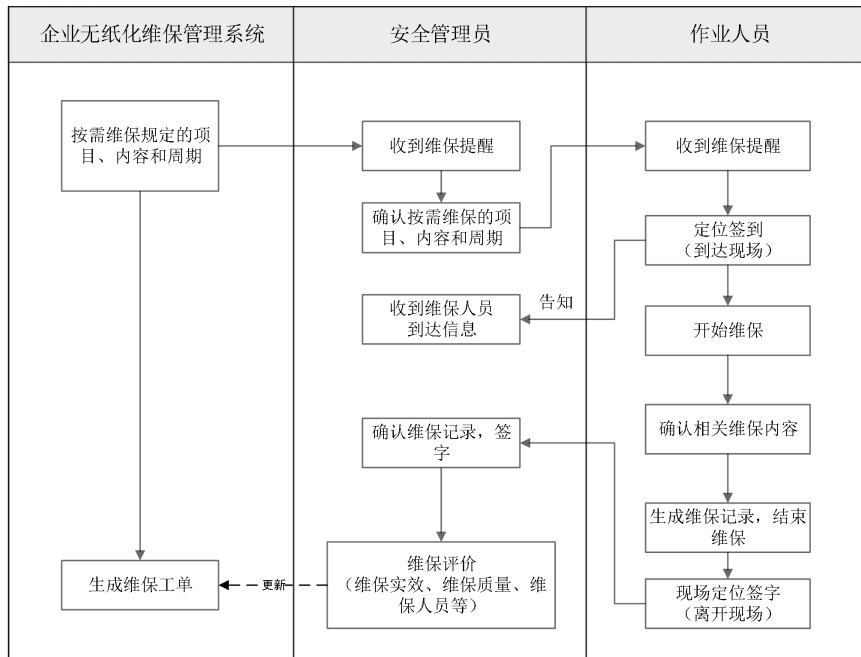 企业无纸化维保管理系统
安全管理员
作业人员
按需维保规定的项
目、内容和周期
收到维保提醒
收到维保提醒
确认按需维保的项
目、内容和周期
定位签到
（到达现场）
告知
收到维保人员
到达信息
开始维保
确认维保记录，签
字
确认相关维保内容
生成维保记录，结束
维保
维保评价
（维保实效、维保质量、维
保人员等）
更新
生成维保工单
现场定位签字
（离开现场）